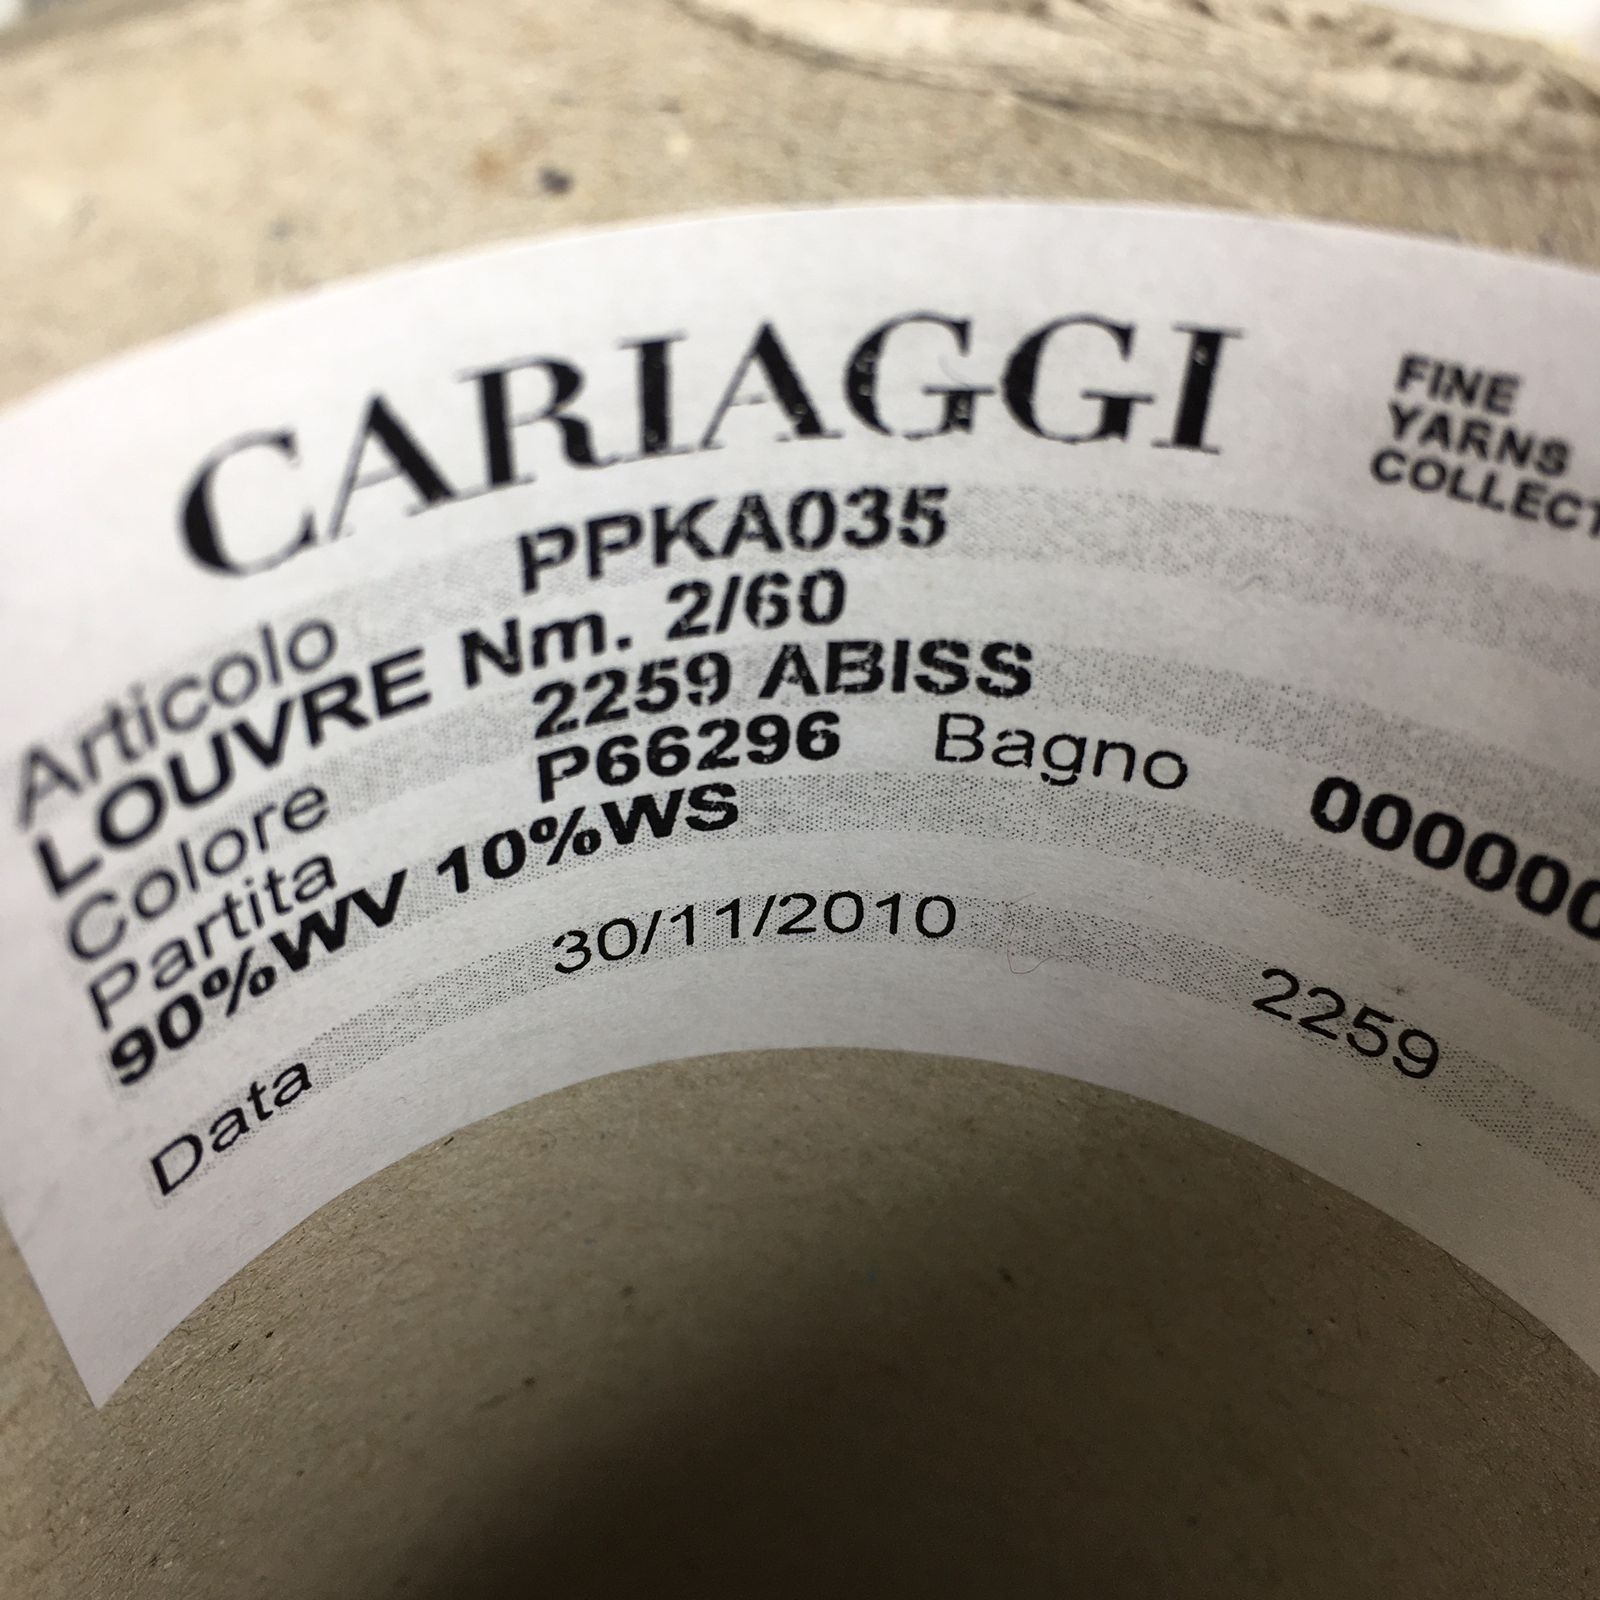 CARIAGGI
FINE
YARNS
COLLECT
Articolo PPKA035
LOUVRE Nm. 2/60
Colore 2259 ABISS
Partita P66296 Bagno 000000
90%WV 10%WS
Data 30/11/2010 2259